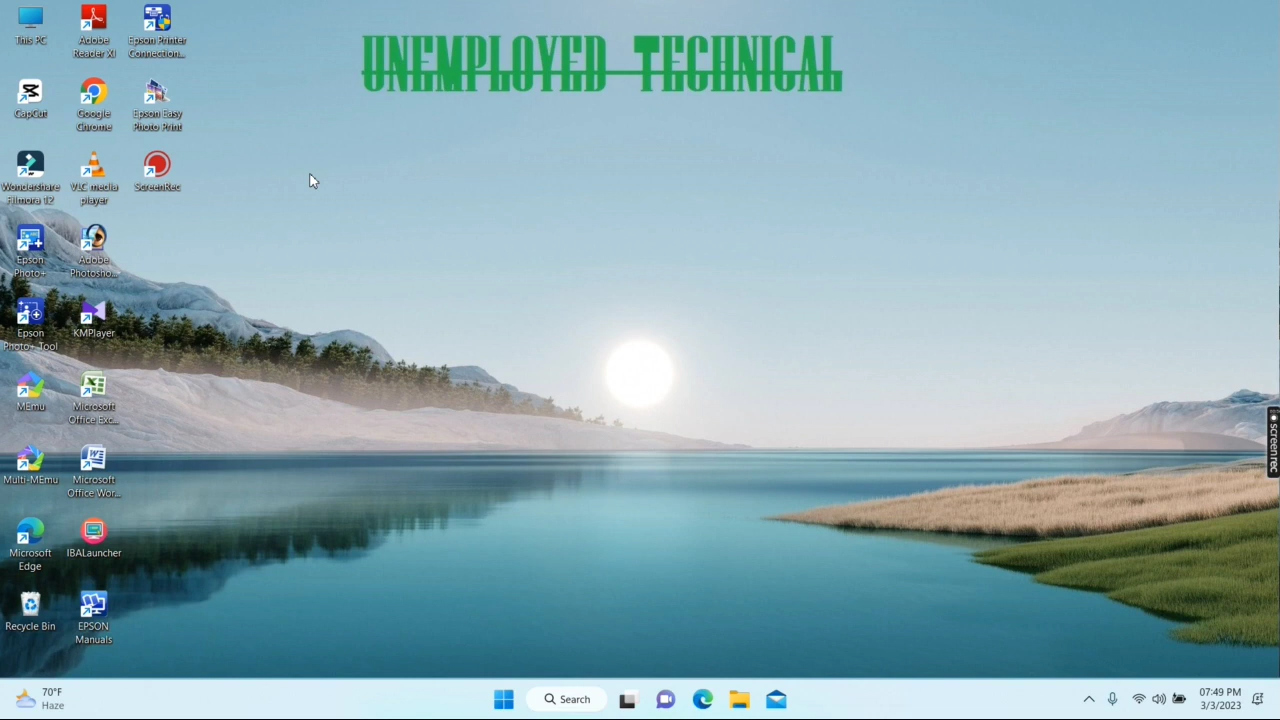 UNEMPLOYED TECHNICAL
This PC
Adobe
Reader XI
Epson Printer
Connection...
CapCut
Google
Chrome
Epson Easy
Photo Print
Wondershare
Filmora 12
VLC media
player
ScreenRec
Epson
Photo+
Adobe
Photosho...
Epson
Photo+ Tool
KMPlayer
MEmu
Microsoft
Office Exc...
Multi-MEmu
Microsoft
Office Wor...
Microsoft
Edge
IBALauncher
Recycle Bin
EPSON
Manuals
screenrec
70°F
Haze
Search
07:49 PM
3/3/2023